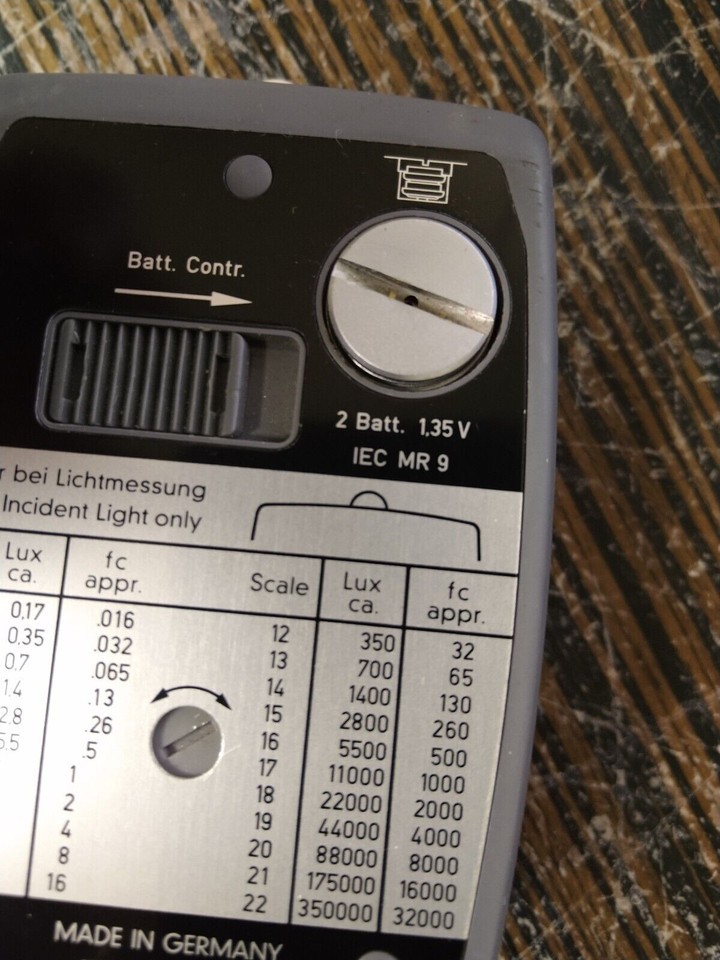 Batt. Contr.
2 Batt. 1,35 V
IEC MR 9
bei Lichtmessung
Incident Light only
Lux ca. fc appr. Scale Lux ca. fc appr.
0,17 .016 12 350 32
0,35 .032 13 700 65
0,7 .065 14 1400 130
1,4 .13 15 2800 260
2,8 .26 16 5500 500
5,5 .5 17 11000 1000
1 18 22000 2000
2 19 44000 4000
4 20 88000 8000
8 21 175000 16000
16 22 350000 32000
MADE IN GERMANY